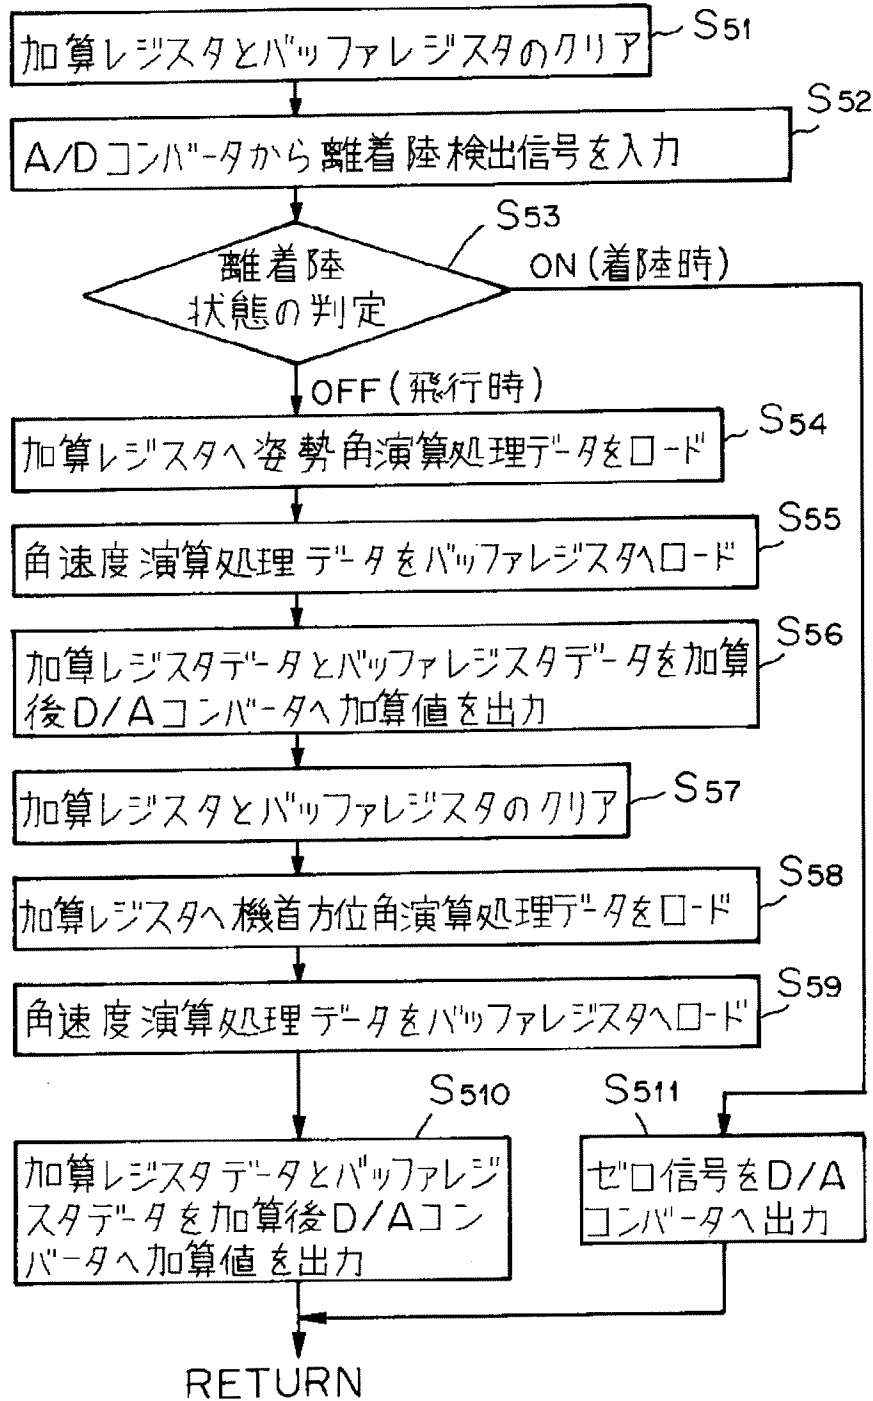 加算レジスタとバッファレジスタのクリア
S51
A/Dコンバータから離着陸検出信号を入力
S52
離着陸
状態の判定
S53
ON(着陸時)
OFF(飛行時)
加算レジスタへ姿勢角演算処理データをロード
S54
角速度演算処理データをバッファレジスタへロード
S55
加算レジスタデータとバッファレジスタデータを加算
後D/Aコンバータへ加算値を出力
S56
加算レジスタとバッファレジスタのクリア
S57
加算レジスタへ機首方位角演算処理データをロード
S58
角速度演算処理データをバッファレジスタへロード
S59
S510
加算レジスタデータとバッファレジ
スタデータを加算後D/Aコン
バータへ加算値を出力
S511
ゼロ信号をD/A
コンバータへ出力
RETURN